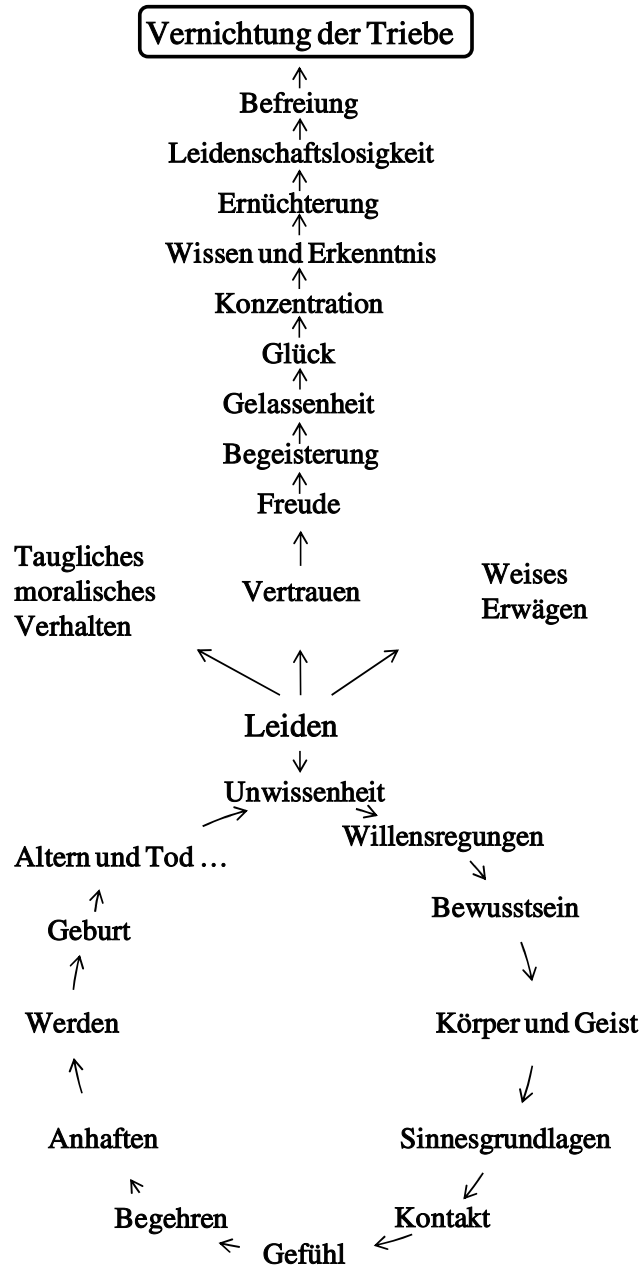 Vernichtung der Triebe
Befreiung
Leidenschaftslosigkeit
Ernüchterung
Wissen und Erkenntnis
Konzentration
Glück
Gelassenheit
Begeisterung
Freude
Taugliches
moralisches
Verhalten
Vertrauen
Weises
Erwägen
Leiden
Unwissenheit
Willensregungen
Altern und Tod ...
Bewusstsein
Geburt
Werden
Körper und Geist
Anhaften
Sinnesgrundlagen
Begehren
Kontakt
Gefühl